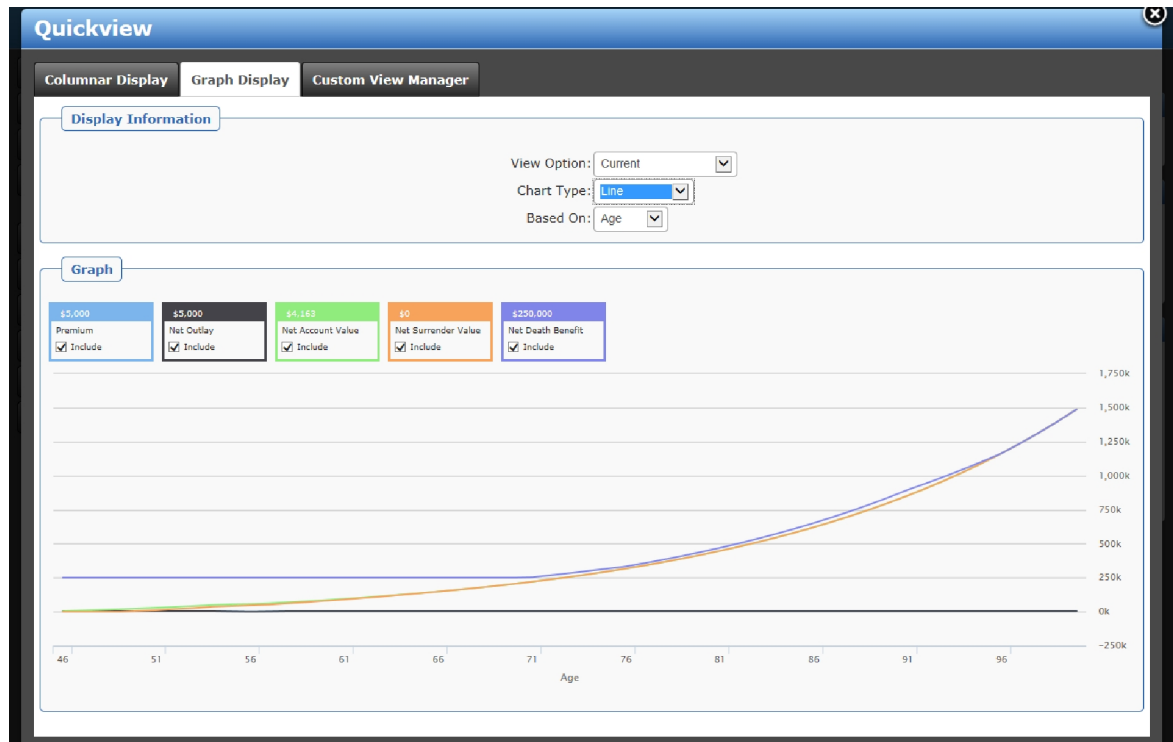 Quickview
Columnar Display Graph Display Custom View Manager
Display Information
View Option: Current
Chart Type: Line
Based On: Age
Graph
$5,000 $5,000 $4,163 $0 $250,000
Premium Net Outlay Net Account Value Net Surrender Value Net Death Benefit
Include Include Include Include Include
1,750k
1,500k
1,250k
1,000k
750k
500k
250k
0k
-250k
46 51 56 61 66 71 76 81 86 91 96
Age